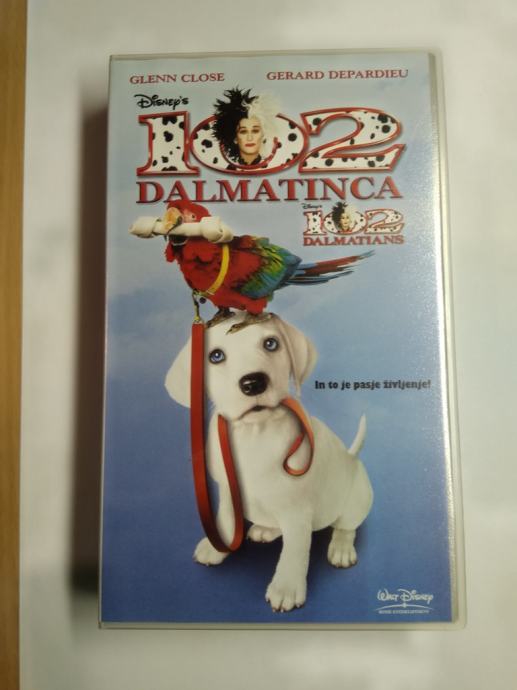 GLENN CLOSE GERARD DEPARDIEU
Disney's
102
DALMATINCA
Disney's
102
DALMATIANS
In to je pasje življenje!
WALT DISNEY
HOME ENTERTAINMENT